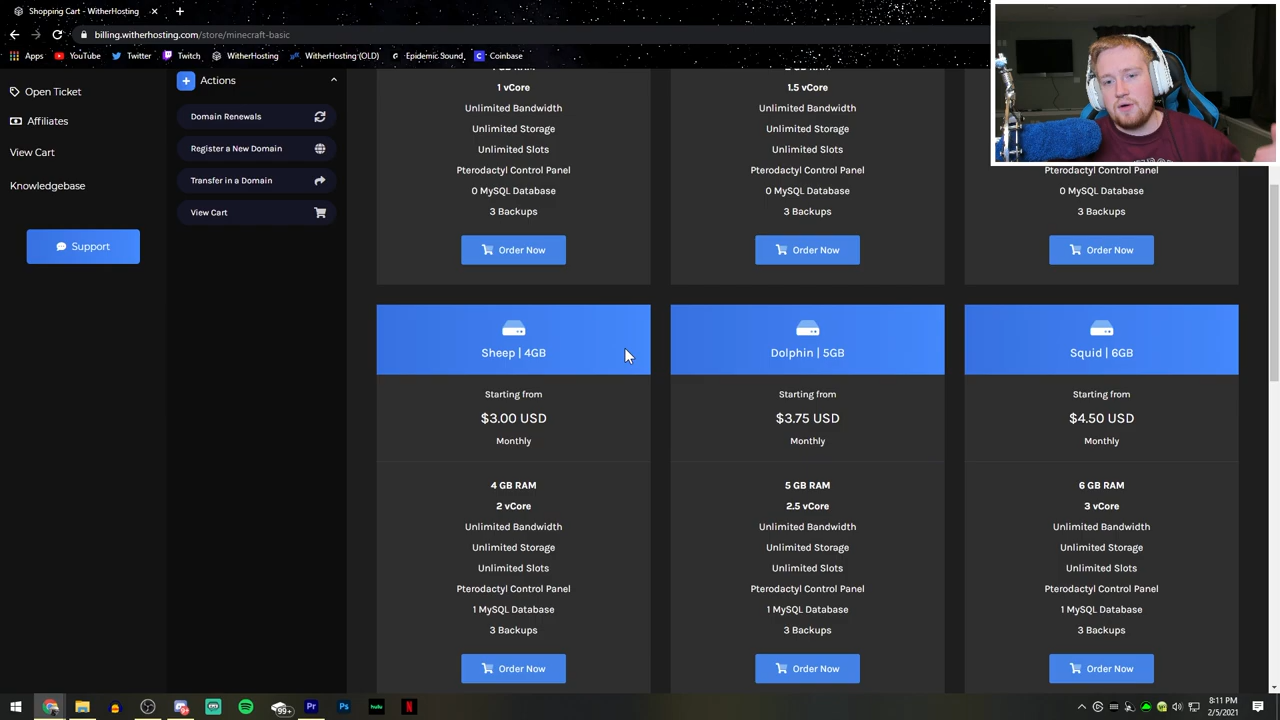 Shopping Cart - WitherHosting
billing.witherhosting.com/store/minecraft-basic
Apps
YouTube
Twitter
Twitch
WitherHosting
WitherHosting (OLD)
Epidemic Sound
Coinbase
Open Ticket
Affiliates
View Cart
Knowledgebase
Support
Actions
Domain Renewals
Register a New Domain
Transfer in a Domain
View Cart
1 vCore
Unlimited Bandwidth
Unlimited Storage
Unlimited Slots
Pterodactyl Control Panel
0 MySQL Database
3 Backups
Order Now
1.5 vCore
Unlimited Bandwidth
Unlimited Storage
Unlimited Slots
Pterodactyl Control Panel
0 MySQL Database
3 Backups
Order Now
Pterodactyl Control Panel
0 MySQL Database
3 Backups
Order Now
Sheep | 4GB
Starting from
$3.00 USD
Monthly
4 GB RAM
2 vCore
Unlimited Bandwidth
Unlimited Storage
Unlimited Slots
Pterodactyl Control Panel
1 MySQL Database
3 Backups
Order Now
Dolphin | 5GB
Starting from
$3.75 USD
Monthly
5 GB RAM
2.5 vCore
Unlimited Bandwidth
Unlimited Storage
Unlimited Slots
Pterodactyl Control Panel
1 MySQL Database
3 Backups
Order Now
Squid | 6GB
Starting from
$4.50 USD
Monthly
6 GB RAM
3 vCore
Unlimited Bandwidth
Unlimited Storage
Unlimited Slots
Pterodactyl Control Panel
1 MySQL Database
3 Backups
Order Now
99+
Pr
Ps
hulu
N
8:11 PM
2/5/2021